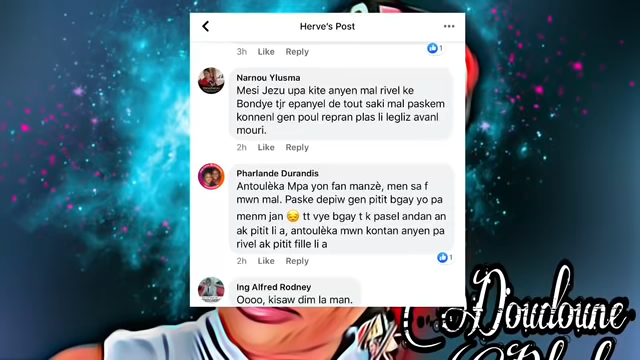 Herve's Post
3h Like Reply 1
Narnou Ylusma
Mesi Jezu upa kite anyen mal rivel ke
Bondye tjr epanyel de tout saki mal paskem
konnenl gen poul repran plas li legliz avanl
mouri.
2h Like Reply
Pharlande Durandis
Antoulèka Mpa yon fan manzè, men sa f
mwn mal. Paske depiw gen pitit bgay yo pa
menm jan 😔 tt vye bgay t k pasel andan an
ak pitit li a, antoulèka mwn kontan anyen pa
rivel ak pitit fille li a
2h Like Reply 1
Ing Alfred Rodney
Oooo, kisaw dim la man.
Doudoune